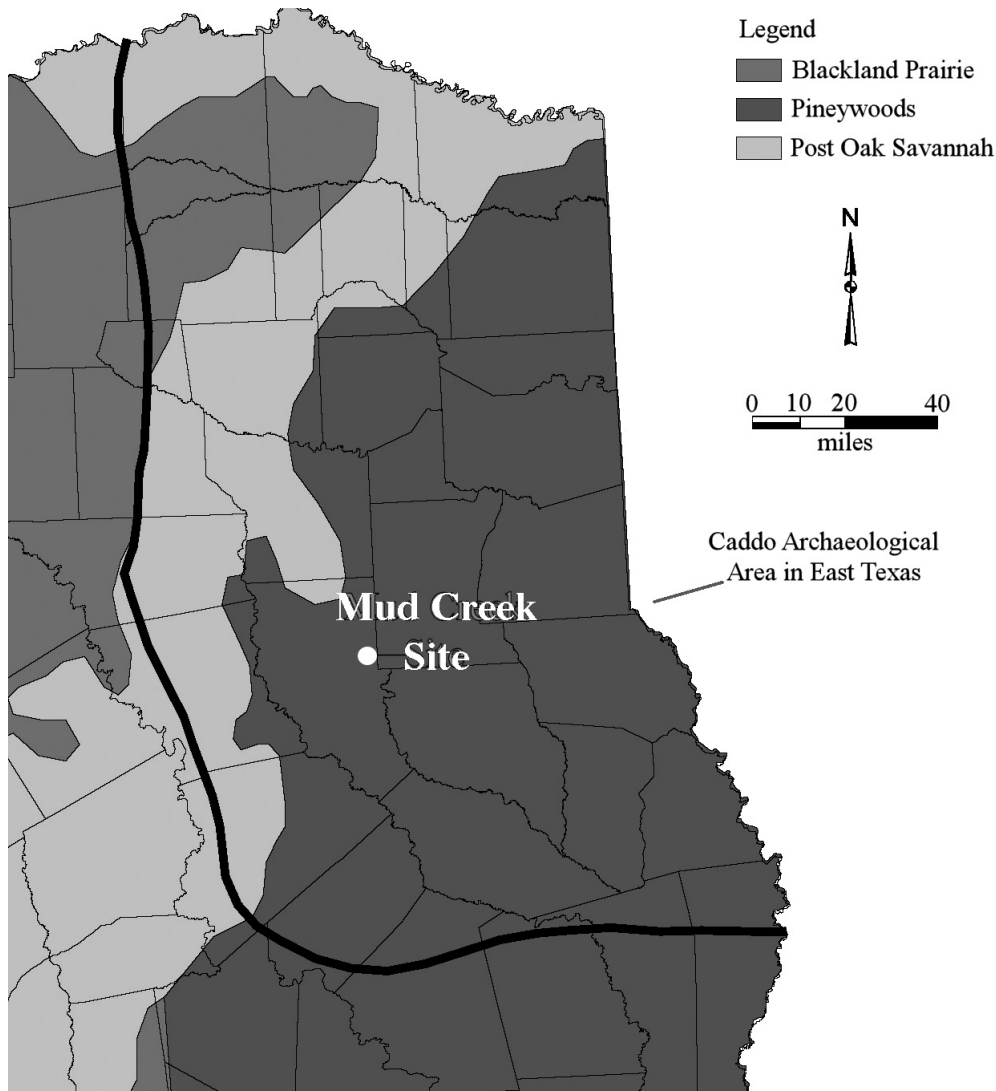 Legend
Blackland Prairie
Pineywoods
Post Oak Savannah
N
0 10 20 40
miles
Caddo Archaeological
Area in East Texas
Mud Creek
Site